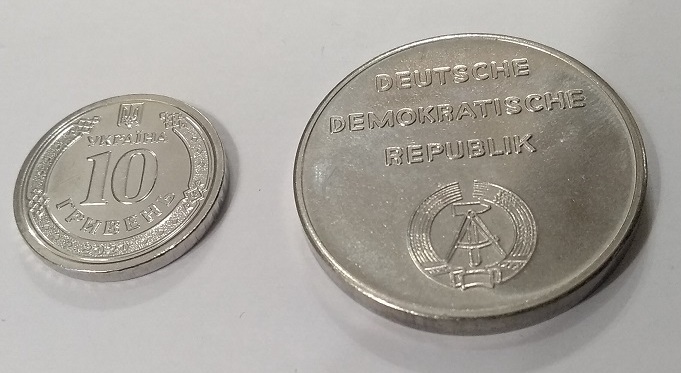 УКРАЇНА
10
ГРИВЕНЬ
DEUTSCHE
DEMOKRATISCHE
REPUBLIK